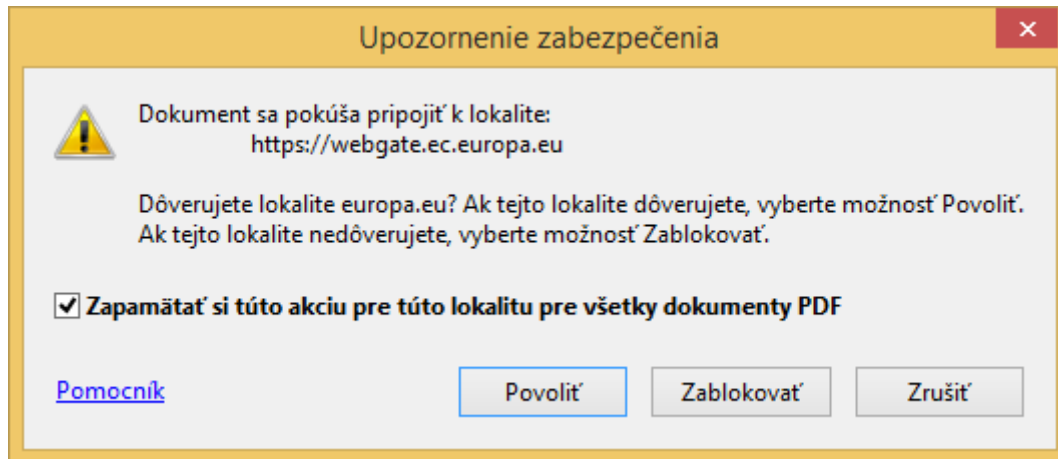 Upozornenie zabezpečenia
Dokument sa pokúša pripojiť k lokalite:
https://webgate.ec.europa.eu
Dôverujete lokalite europa.eu? Ak tejto lokalite dôverujete, vyberte možnosť Povoliť.
Ak tejto lokalite nedôverujete, vyberte možnosť Zablokovať.
Zapamätať si túto akciu pre túto lokalitu pre všetky dokumenty PDF
Pomocník Povoliť Zablokovať Zrušiť